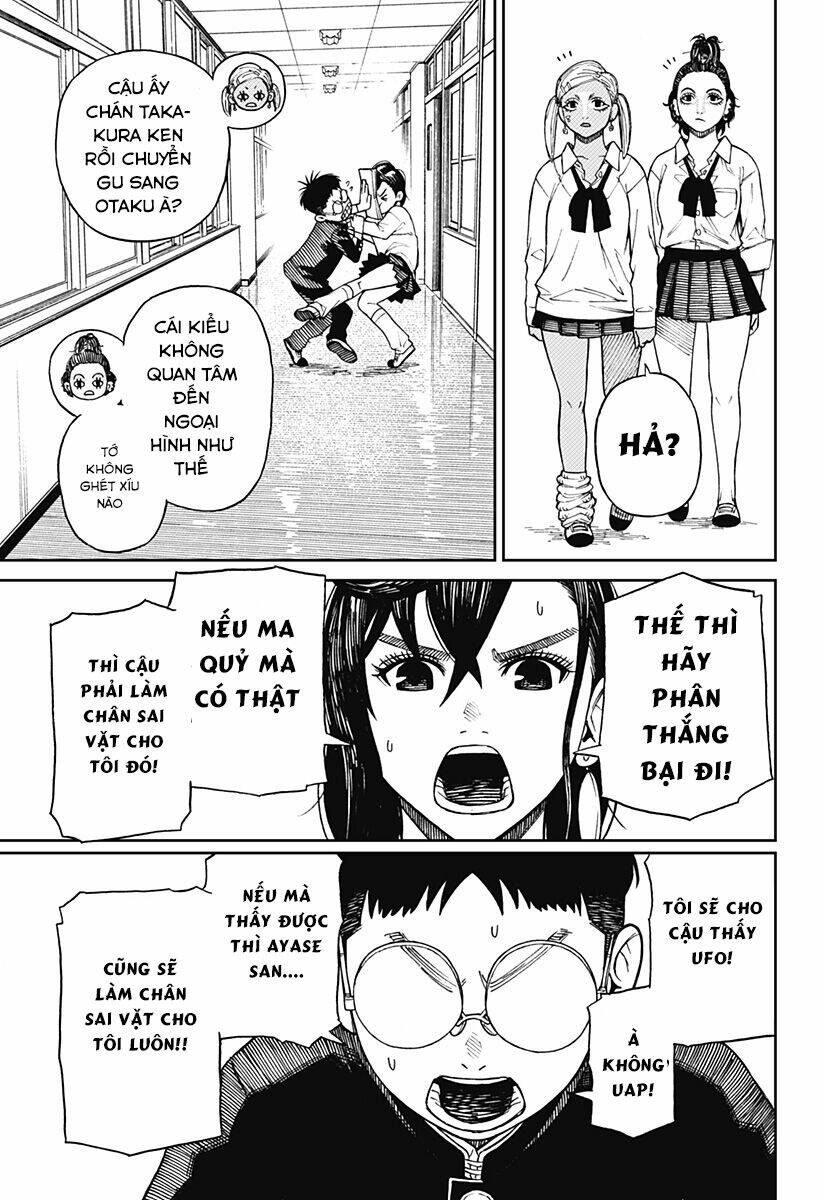 HẢ?
CẬU ẤY
CHÁN TAKA-
KURA KEN
RỒI CHUYỂN
GU SANG
OTAKU À?
CÁI KIỂU
KHÔNG
QUAN TÂM
ĐẾN
NGOẠI
HÌNH NHƯ
THẾ
TỚ
KHÔNG
GHÉT XÍU
NÀO
THẾ THÌ
HÃY
PHÂN
THẮNG
BẠI ĐI!
NẾU MA
QUỶ MÀ
CÓ THẬT
THÌ CẬU
PHẢI LÀM
CHÂN SAI
VẶT CHO
TÔI ĐÓ!
TÔI SẼ CHO
CẬU THẤY
UFO!
À
KHÔNG
UAP!
NẾU MÀ
THẤY ĐƯỢC
THÌ AYASE
SAN....
CŨNG SẼ
LÀM CHÂN
SAI VẶT CHO
TÔI LUÔN!!